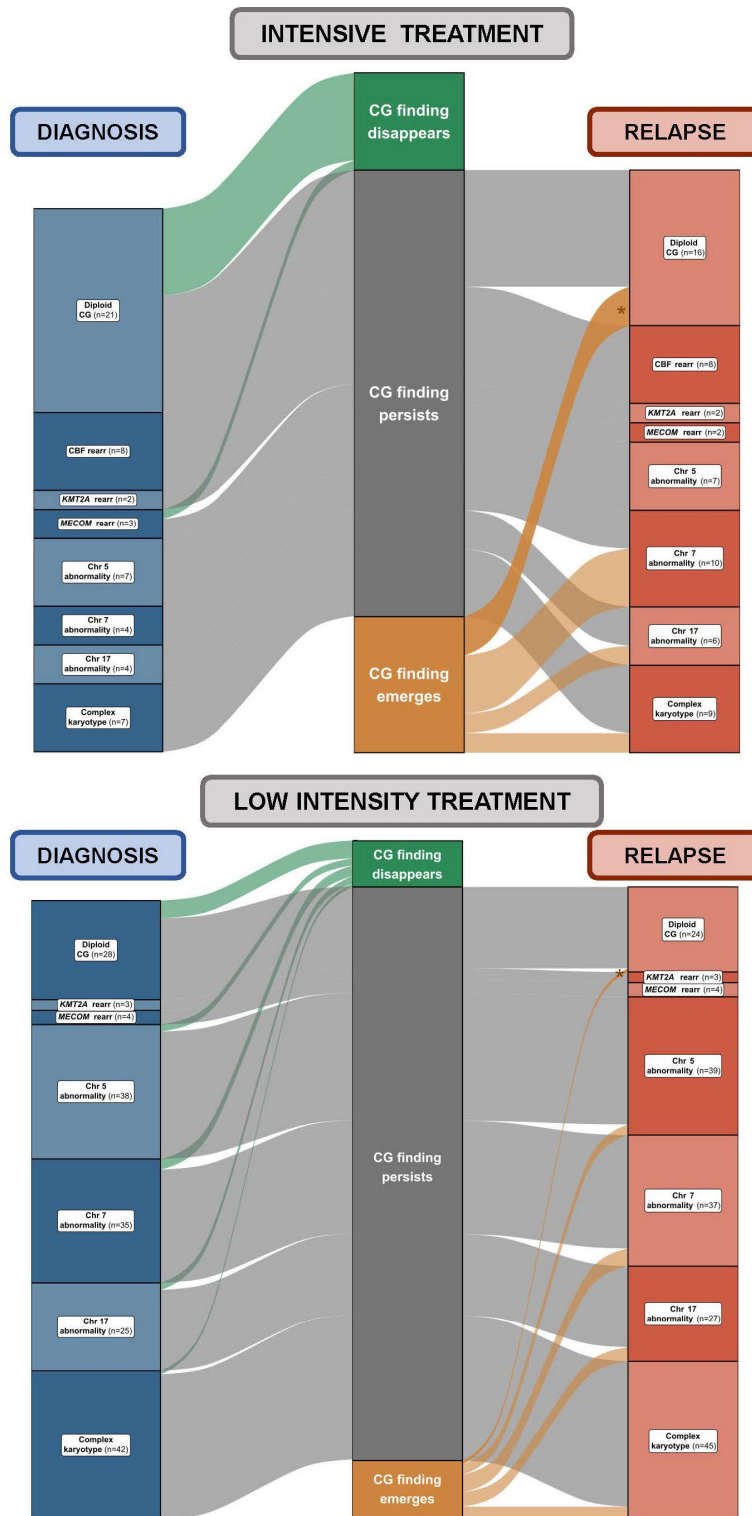 INTENSIVE TREATMENT
DIAGNOSIS
CG finding
disappears
RELAPSE
Diploid
CG (n=21)
CBF rearr (n=8)
KMT2A rearr (n=2)
MECOM rearr (n=3)
Chr 5
abnormality (n=7)
Chr 7
abnormality (n=4)
Chr 17
abnormality (n=4)
Complex
karyotype (n=7)
CG finding
persists
CG finding
emerges
Diploid
CG (n=16)
*
CBF rearr (n=8)
KMT2A rearr (n=2)
MECOM rearr (n=2)
Chr 5
abnormality (n=7)
Chr 7
abnormality (n=10)
Chr 17
abnormality (n=6)
Complex
karyotype (n=9)
LOW INTENSITY TREATMENT
DIAGNOSIS
CG finding
disappears
RELAPSE
Diploid
CG (n=28)
KMT2A rearr (n=3)
MECOM rearr (n=4)
Chr 5
abnormality (n=38)
Chr 7
abnormality (n=35)
Chr 17
abnormality (n=25)
Complex
karyotype (n=42)
CG finding
persists
CG finding
emerges
Diploid
CG (n=24)
*
KMT2A rearr (n=3)
MECOM rearr (n=4)
Chr 5
abnormality (n=39)
Chr 7
abnormality (n=37)
Chr 17
abnormality (n=27)
Complex
karyotype (n=45)